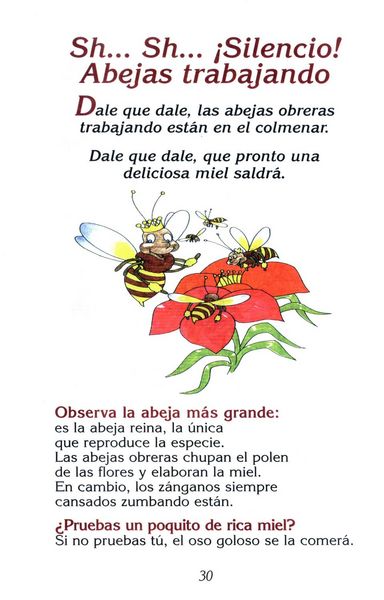 Sh... Sh... ¡Silencio!
Abejas trabajando
Dale que dale, las abejas obreras
trabajando están en el colmenar.
Dale que dale, que pronto una
deliciosa miel saldrá.
Observa la abeja más grande:
es la abeja reina, la única
que reproduce la especie.
Las abejas obreras chupan el polen
de las flores y elaboran la miel.
En cambio, los zánganos siempre
cansados zumbando están.
¿Pruebas un poquito de rica miel?
Si no pruebas tú, el oso goloso se la comerá.
30